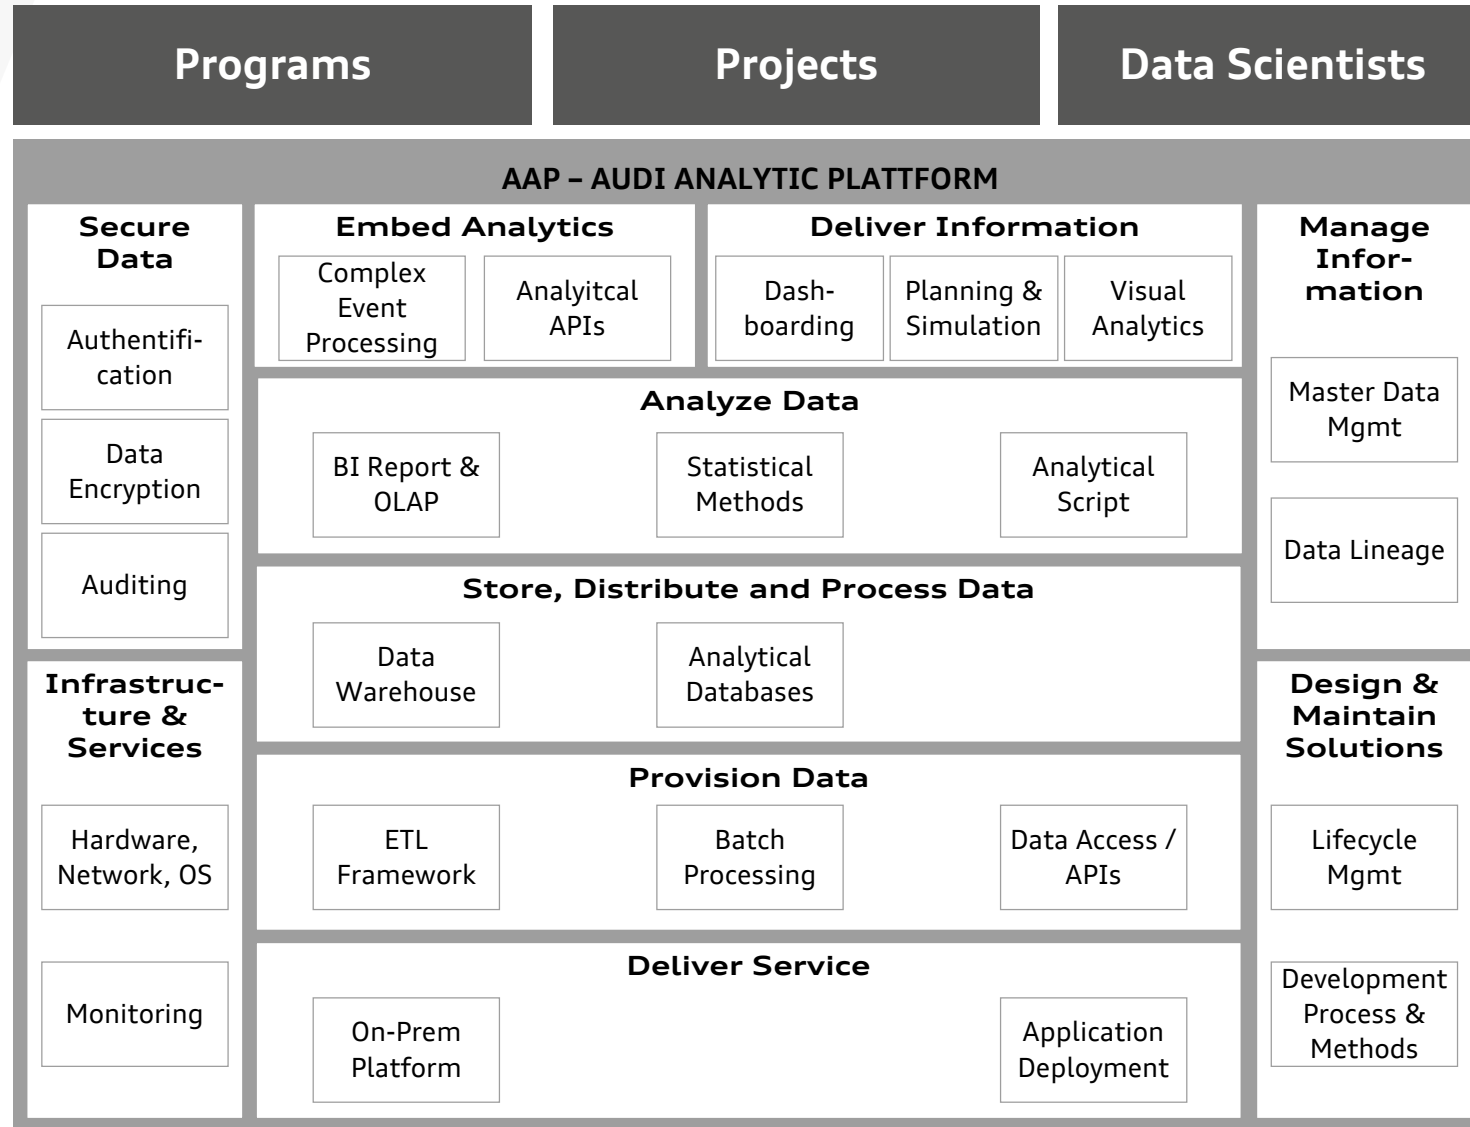 Programs
Projects
Data Scientists
AAP – AUDI ANALYTIC PLATTFORM
Secure
Data
Authentifi-
cation
Data
Encryption
Auditing
Infrastruc-
ture &
Services
Hardware,
Network, OS
Monitoring
Embed Analytics
Complex
Event
Processing
Analyitcal
APIs
Deliver Information
Dash-
boarding
Planning &
Simulation
Visual
Analytics
Analyze Data
BI Report &
OLAP
Statistical
Methods
Analytical
Script
Store, Distribute and Process Data
Data
Warehouse
Analytical
Databases
Provision Data
ETL
Framework
Batch
Processing
Data Access /
APIs
Deliver Service
On-Prem
Platform
Application
Deployment
Manage
Infor-
mation
Master Data
Mgmt
Data Lineage
Design &
Maintain
Solutions
Lifecycle
Mgmt
Development
Process &
Methods